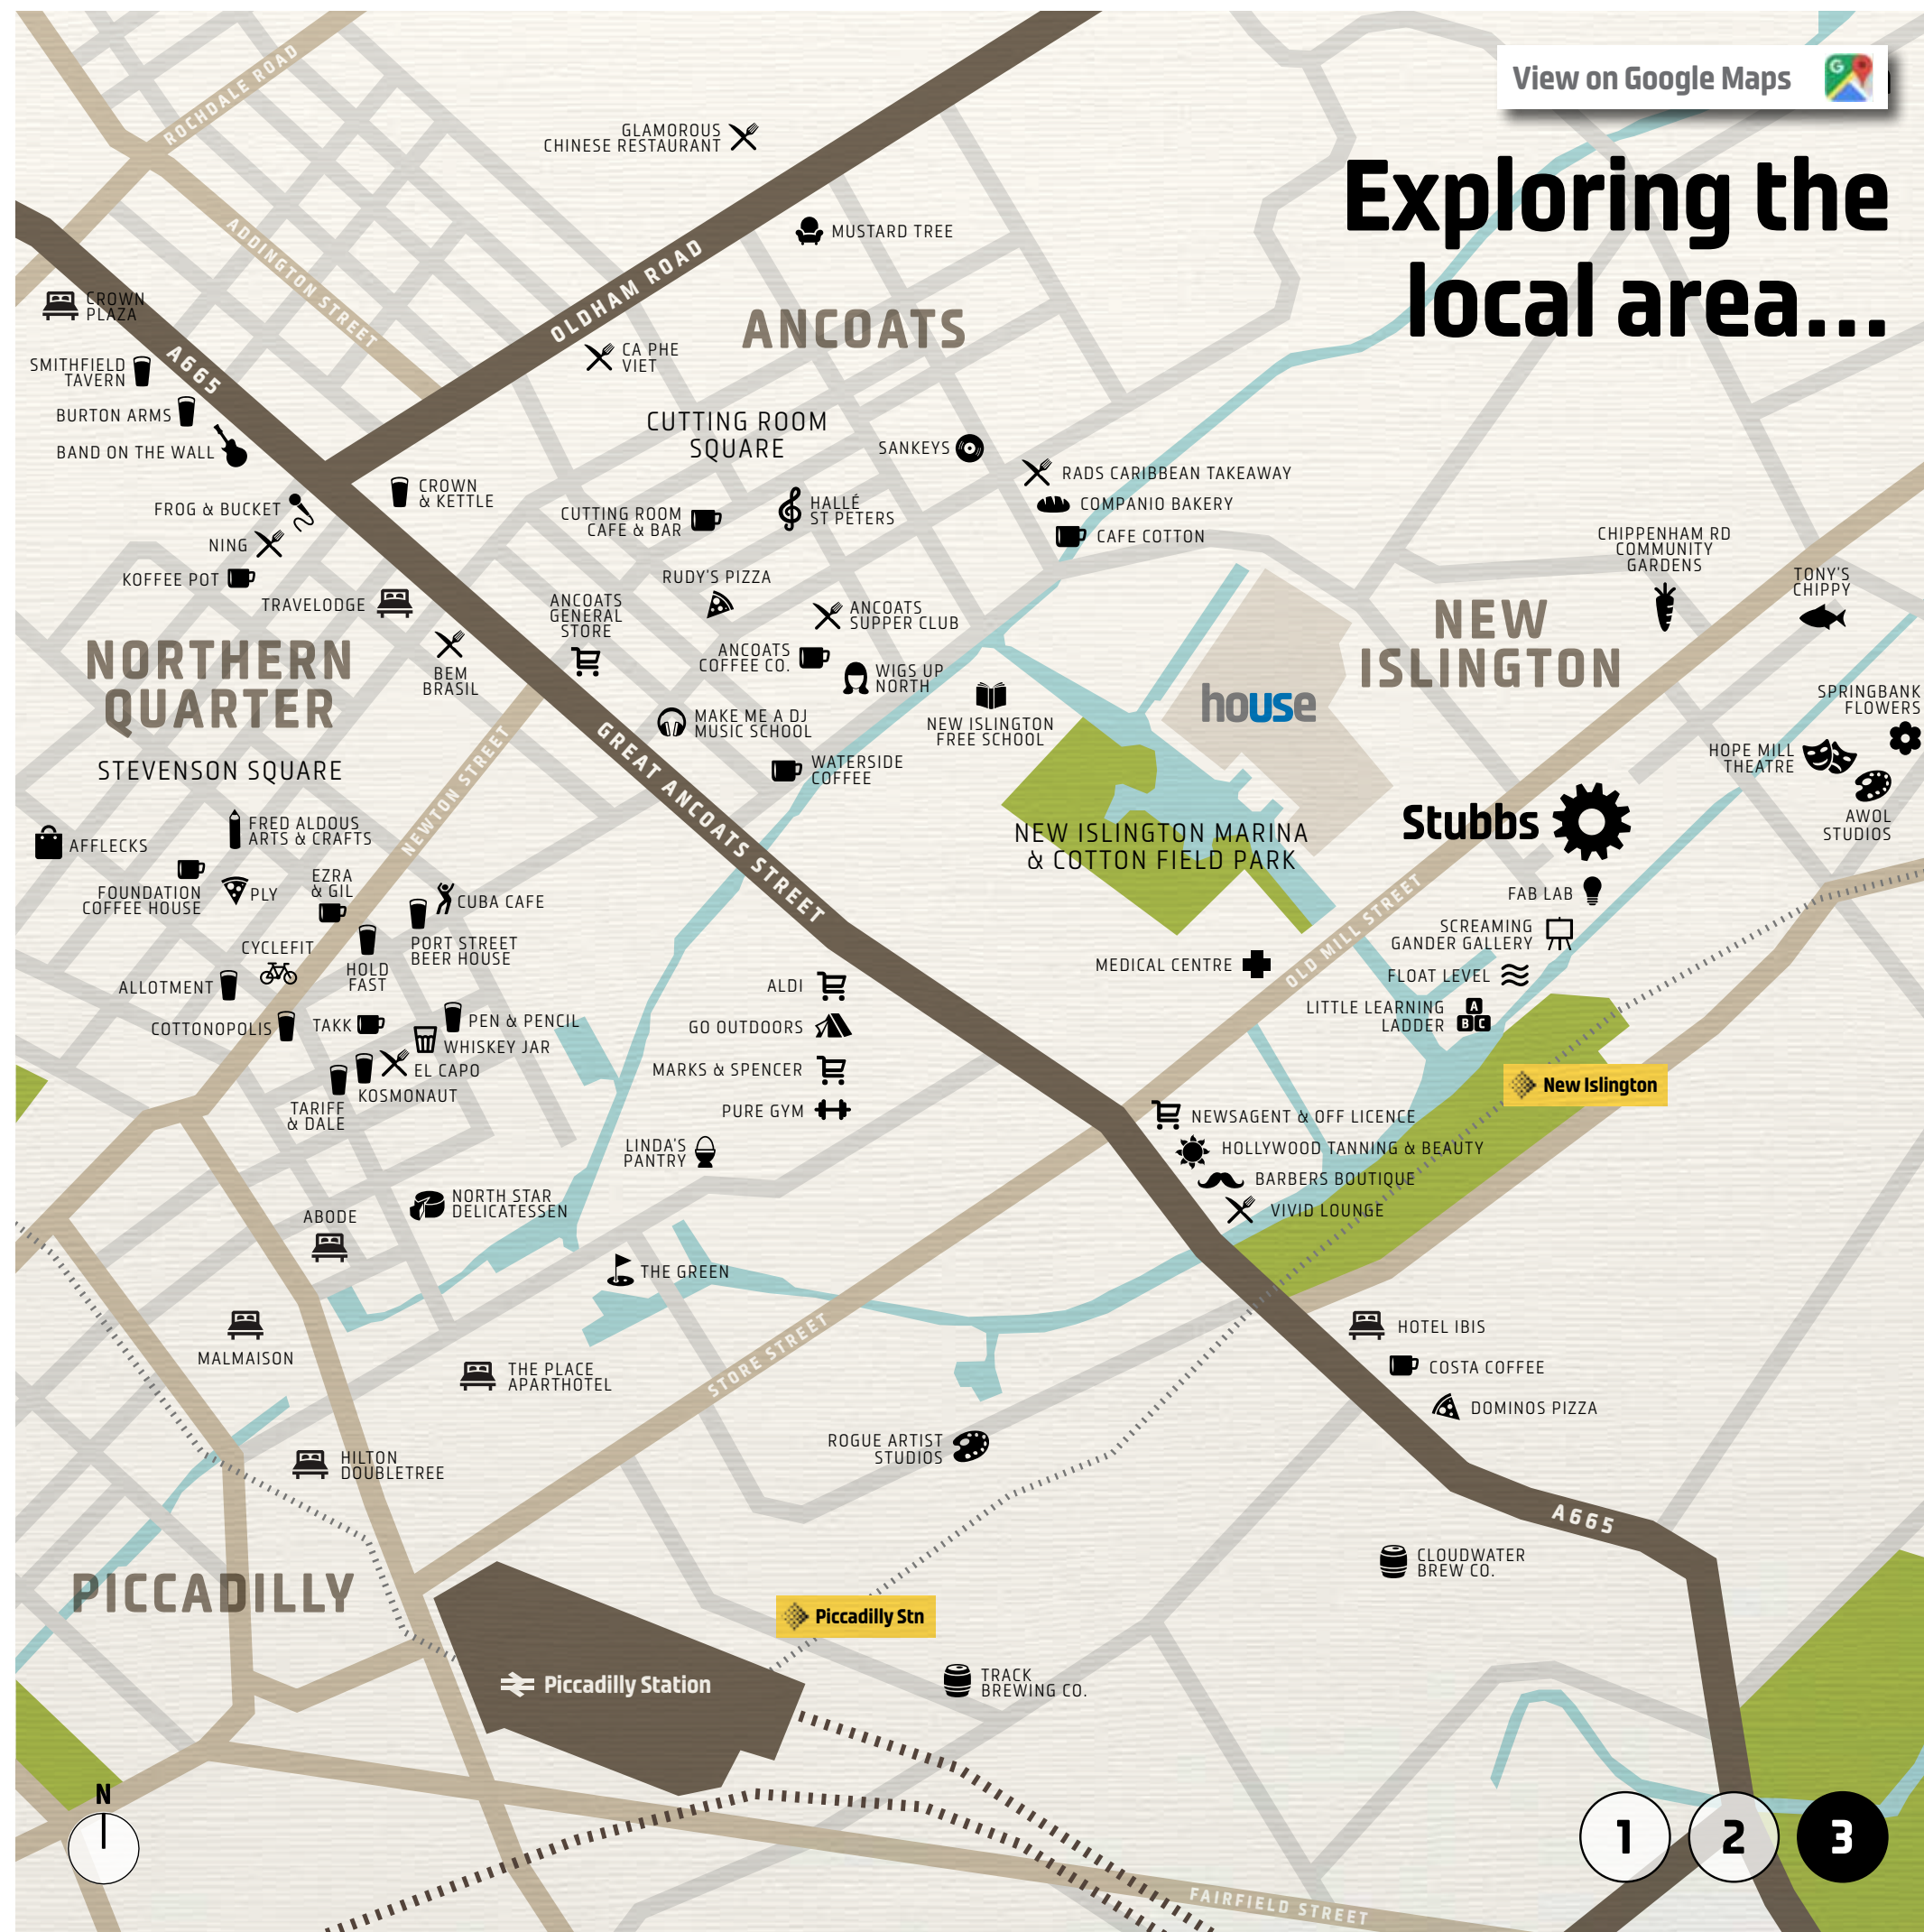 View on Google Maps
Exploring the
local area...
ROCHDALE ROAD
GLAMOROUS
CHINESE RESTAURANT
MUSTARD TREE
ADDINGTON STREET
OLDHAM ROAD
CROWN
PLAZA
A665
ANCOATS
CA PHE
VIET
SMITHFIELD
TAVERN
BURTON ARMS
BAND ON THE WALL
CUTTING ROOM
SQUARE
SANKEYS
RADS CARIBBEAN TAKEAWAY
COMPANIO BAKERY
CAFE COTTON
CROWN
& KETTLE
FROG & BUCKET
NING
KOFFEE POT
TRAVELODGE
CUTTING ROOM
CAFE & BAR
HALLÉ
ST PETERS
RUDY'S PIZZA
ANCOATS
GENERAL
STORE
ANCOATS
SUPPER CLUB
ANCOATS
COFFEE CO.
WIGS UP
NORTH
CHIPPENHAM RD
COMMUNITY
GARDENS
TONY'S
CHIPPY
NEW
ISLINGTON
NORTHERN
QUARTER
BEM
BRASIL
house
MAKE ME A DJ
MUSIC SCHOOL
NEW ISLINGTON
FREE SCHOOL
SPRINGBANK
FLOWERS
HOPE MILL
THEATRE
AWOL
STUDIOS
STEVENSON SQUARE
NEWTON STREET
GREAT ANCOATS STREET
WATERSIDE
COFFEE
NEW ISLINGTON MARINA
& COTTON FIELD PARK
Stubbs
AFFLECKS
FRED ALDOUS
ARTS & CRAFTS
FOUNDATION
COFFEE HOUSE
PLY
EZRA
& GIL
CUBA CAFE
PORT STREET
BEER HOUSE
CYCLEFIT
HOLD
FAST
ALLOTMENT
COTTONOPOLIS
TAKK
PEN & PENCIL
WHISKEY JAR
EL CAPO
KOSMONAUT
TARIFF
& DALE
FAB LAB
SCREAMING
GANDER GALLERY
FLOAT LEVEL
LITTLE LEARNING
LADDER
A
B C
MEDICAL CENTRE
OLD MILL STREET
ALDI
GO OUTDOORS
MARKS & SPENCER
PURE GYM
LINDA'S
PANTRY
New Islington
NEWSAGENT & OFF LICENCE
HOLLYWOOD TANNING & BEAUTY
BARBERS BOUTIQUE
VIVID LOUNGE
NORTH STAR
DELICATESSEN
ABODE
THE GREEN
MALMAISON
THE PLACE
APARTHOTEL
STORE STREET
HOTEL IBIS
COSTA COFFEE
DOMINOS PIZZA
HILTON
DOUBLETREE
ROGUE ARTIST
STUDIOS
A665
CLOUDWATER
BREW CO.
PICCADILLY
Piccadilly Stn
Piccadilly Station
TRACK
BREWING CO.
N
FAIRFIELD STREET
1
2
3